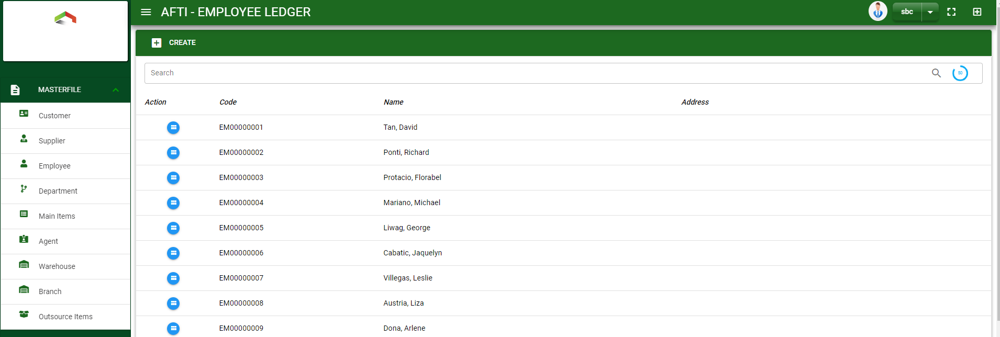 AFTI - EMPLOYEE LEDGER
sbc
CREATE
Search
50
MASTERFILE
Customer
Supplier
Employee
Department
Main Items
Agent
Warehouse
Branch
Outsource Items
Action Code Name Address
EM00000001 Tan, David
EM00000002 Ponti, Richard
EM00000003 Protacio, Florabel
EM00000004 Mariano, Michael
EM00000005 Liwag, George
EM00000006 Cabatic, Jaquelyn
EM00000007 Villegas, Leslie
EM00000008 Austria, Liza
EM00000009 Dona, Arlene